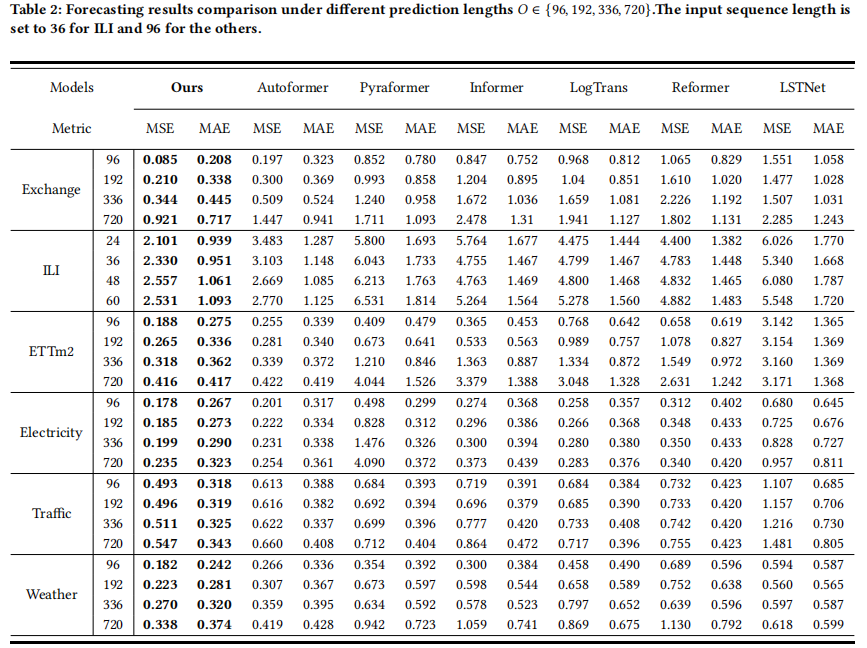 Table 2: Forecasting results comparison under different prediction lengths O ∈ {96, 192, 336, 720}.The input sequence length is
set to 36 for ILI and 96 for the others.
Models Ours Autoformer Pyraformer Informer LogTrans Reformer LSTNet
Metric MSE MAE MSE MAE MSE MAE MSE MAE MSE MAE MSE MAE MSE MAE
Exchange
96 0.085 0.208 0.197 0.323 0.852 0.780 0.847 0.752 0.968 0.812 1.065 0.829 1.551 1.058
192 0.210 0.338 0.300 0.369 0.993 0.858 1.204 0.895 1.04 0.851 1.610 1.020 1.477 1.028
336 0.344 0.445 0.509 0.524 1.240 0.958 1.672 1.036 1.659 1.081 2.226 1.192 1.507 1.031
720 0.921 0.717 1.447 0.941 1.711 1.093 2.478 1.31 1.941 1.127 1.802 1.131 2.285 1.243
ILI
24 2.101 0.939 3.483 1.287 5.800 1.693 5.764 1.677 4.475 1.444 4.400 1.382 6.026 1.770
36 2.330 0.951 3.103 1.148 6.043 1.733 4.755 1.467 4.799 1.467 4.783 1.448 5.340 1.668
48 2.557 1.061 2.669 1.085 6.213 1.763 4.763 1.469 4.800 1.468 4.832 1.465 6.080 1.787
60 2.531 1.093 2.770 1.125 6.531 1.814 5.264 1.564 5.278 1.560 4.882 1.483 5.548 1.720
ETTm2
96 0.188 0.275 0.255 0.339 0.409 0.479 0.365 0.453 0.768 0.642 0.658 0.619 3.142 1.365
192 0.265 0.336 0.281 0.340 0.673 0.641 0.533 0.563 0.989 0.757 1.078 0.827 3.154 1.369
336 0.318 0.362 0.339 0.372 1.210 0.846 1.363 0.887 1.334 0.872 1.549 0.972 3.160 1.369
720 0.416 0.417 0.422 0.419 4.044 1.526 3.379 1.388 3.048 1.328 2.631 1.242 3.171 1.368
Electricity
96 0.178 0.267 0.201 0.317 0.498 0.299 0.274 0.368 0.258 0.357 0.312 0.402 0.680 0.645
192 0.185 0.273 0.222 0.334 0.828 0.312 0.296 0.386 0.266 0.368 0.348 0.433 0.725 0.676
336 0.199 0.290 0.231 0.338 1.476 0.326 0.300 0.394 0.280 0.380 0.350 0.433 0.828 0.727
720 0.235 0.323 0.254 0.361 4.090 0.372 0.373 0.439 0.283 0.376 0.340 0.420 0.957 0.811
Traffic
96 0.493 0.318 0.613 0.388 0.684 0.393 0.719 0.391 0.684 0.384 0.732 0.423 1.107 0.685
192 0.496 0.319 0.616 0.382 0.692 0.394 0.696 0.379 0.685 0.390 0.733 0.420 1.157 0.706
336 0.511 0.325 0.622 0.337 0.699 0.396 0.777 0.420 0.733 0.408 0.742 0.420 1.216 0.730
720 0.547 0.343 0.660 0.408 0.712 0.404 0.864 0.472 0.717 0.396 0.755 0.423 1.481 0.805
Weather
96 0.182 0.242 0.266 0.336 0.354 0.392 0.300 0.384 0.458 0.490 0.689 0.596 0.594 0.587
192 0.223 0.281 0.307 0.367 0.673 0.597 0.598 0.544 0.658 0.589 0.752 0.638 0.560 0.565
336 0.270 0.320 0.359 0.395 0.634 0.592 0.578 0.523 0.797 0.652 0.639 0.596 0.597 0.587
720 0.338 0.374 0.419 0.428 0.942 0.723 1.059 0.741 0.869 0.675 1.130 0.792 0.618 0.599